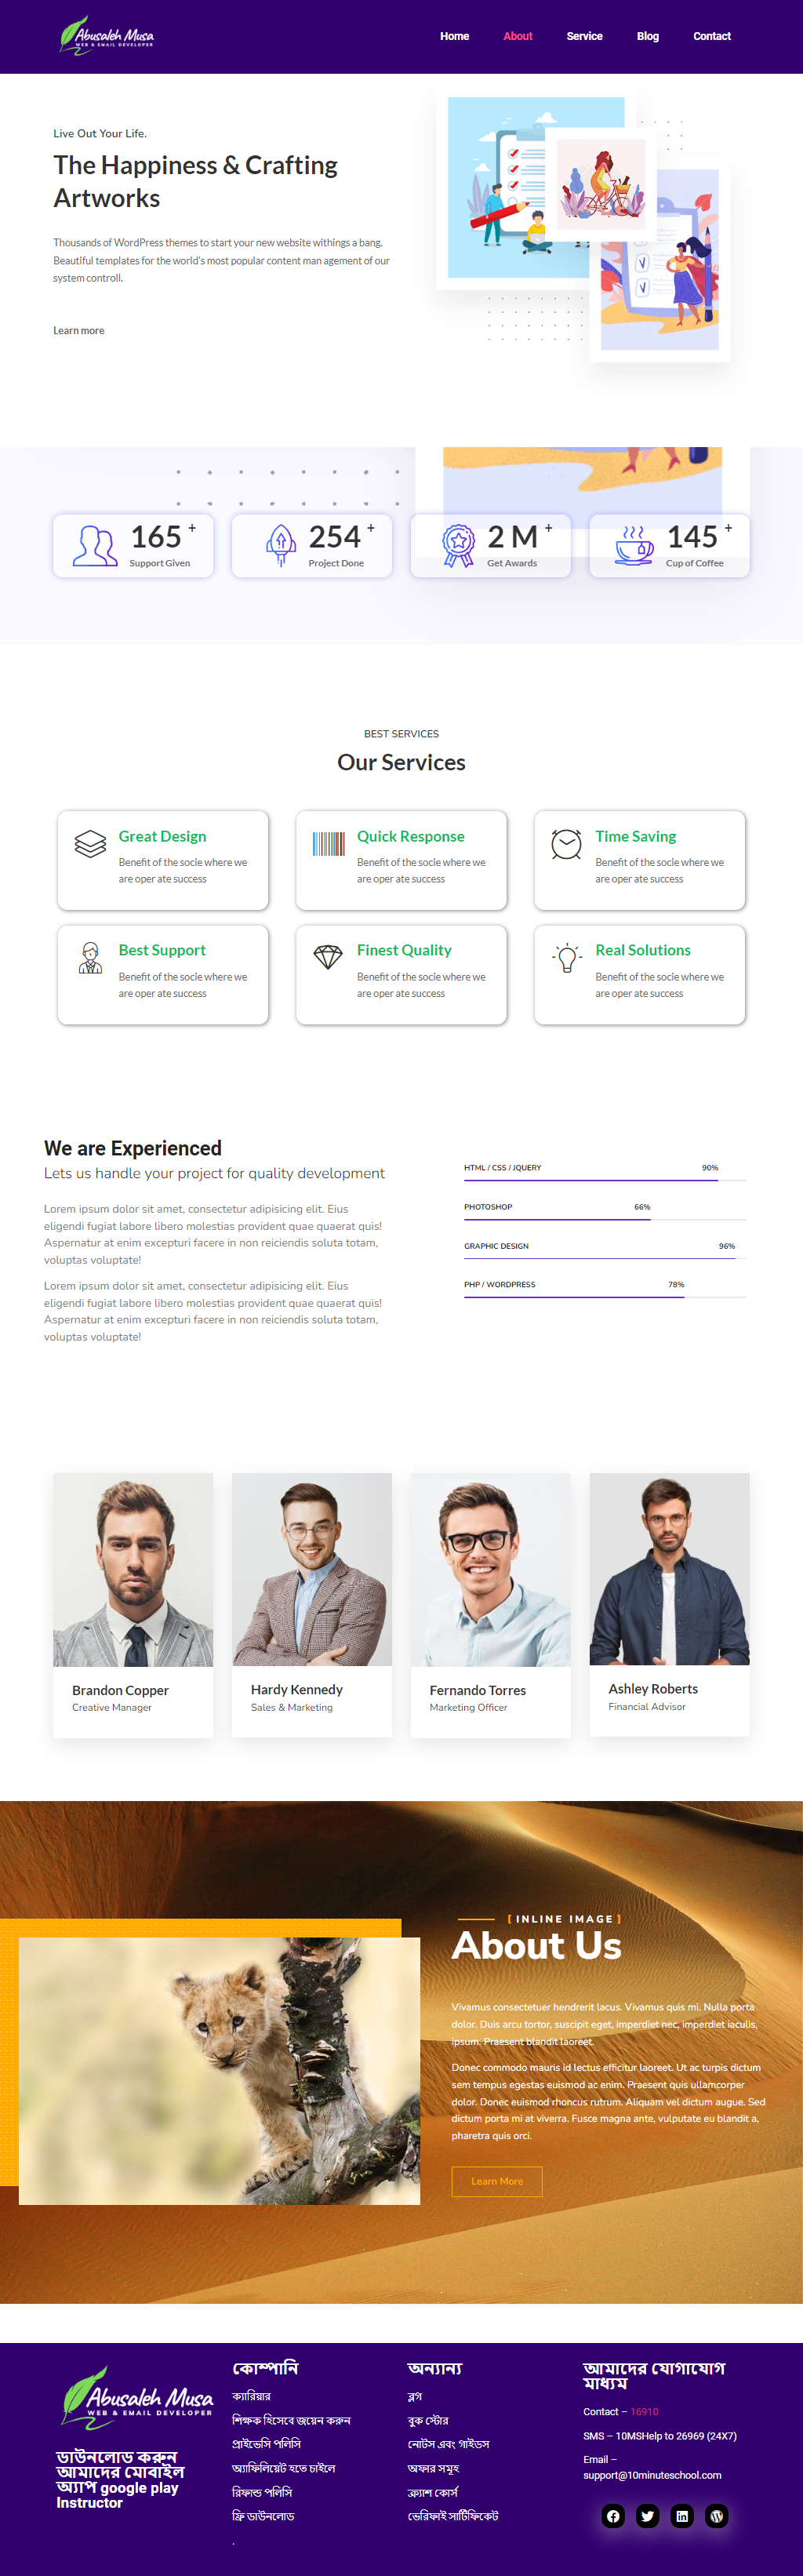 Abusaleh Musa
WEB & EMAIL DEVELOPER
Home
About
Service
Blog
Contact
Live Out Your Life.
The Happiness & Crafting
Artworks
Thousands of WordPress themes to start your new website withings a bang.
Beautiful templates for the world's most popular content man agement of our
system controll.
Learn more
165 +
Support Given
254 +
Project Done
2 M +
Get Awards
145 +
Cup of Coffee
BEST SERVICES
Our Services
Great Design
Benefit of the socie where we
are oper ate success
Quick Response
Benefit of the socie where we
are oper ate success
Time Saving
Benefit of the socie where we
are oper ate success
Best Support
Benefit of the socie where we
are oper ate success
Finest Quality
Benefit of the socie where we
are oper ate success
Real Solutions
Benefit of the socie where we
are oper ate success
We are Experienced
Lets us handle your project for quality development
Lorem ipsum dolor sit amet, consectetur adipisicing elit. Eius
eligendi fugiat labore libero molestias provident quae quaerat quis!
Aspernatur at enim excepturi facere in non reiciendis soluta totam,
voluptas voluptate!
Lorem ipsum dolor sit amet, consectetur adipisicing elit. Eius
eligendi fugiat labore libero molestias provident quae quaerat quis!
Aspernatur at enim excepturi facere in non reiciendis soluta totam,
voluptas voluptate!
HTML / CSS / JQUERY 90%
PHOTOSHOP 66%
GRAPHIC DESIGN 96%
PHP / WORDPRESS 78%
Brandon Copper
Creative Manager
Hardy Kennedy
Sales & Marketing
Fernando Torres
Marketing Officer
Ashley Roberts
Financial Advisor
[ INLINE IMAGE ]
About Us
Vivamus consectetuer hendrerit lacus. Vivamus quis mi. Nulla porta
dolor. Duis arcu tortor, suscipit eget, imperdiet nec, imperdiet iaculis,
ipsum. Praesent blandit laoreet.
Donec commodo mauris id lectus efficitur laoreet. Ut ac turpis dictum
sem tempus egestas euismod ac enim. Praesent quis ullamcorper
dolor. Donec euismod rhoncus rutrum. Aliquam vel dictum augue. Sed
dictum porta mi at viverra. Fusce magna ante, vulputate eu blandit a,
pharetra quis orci.
Learn More
Abusaleh Musa
WEB & EMAIL DEVELOPER
ডাউনলোড করুন
আমাদের মোবাইল
অ্যাপ google play
Instructor
কোম্পানি
ক্যারিয়ার
শিক্ষক হিসেবে জয়েন করুন
প্রাইভেসি পলিসি
অ্যাফিলিয়েট হতে চাইলে
রিফান্ড পলিসি
ফ্রি ডাউনলোড
.
অন্যান্য
ব্লগ
বুক স্টোর
নোটস এবং গাইডস
অফার সমূহ
ক্র্যাশ কোর্স
ভেরিফাই সার্টিফিকেট
আমাদের যোগাযোগ
মাধ্যম
Contact – 16910
SMS – 10MSHelp to 26969 (24X7)
Email –
support@10minuteschool.com